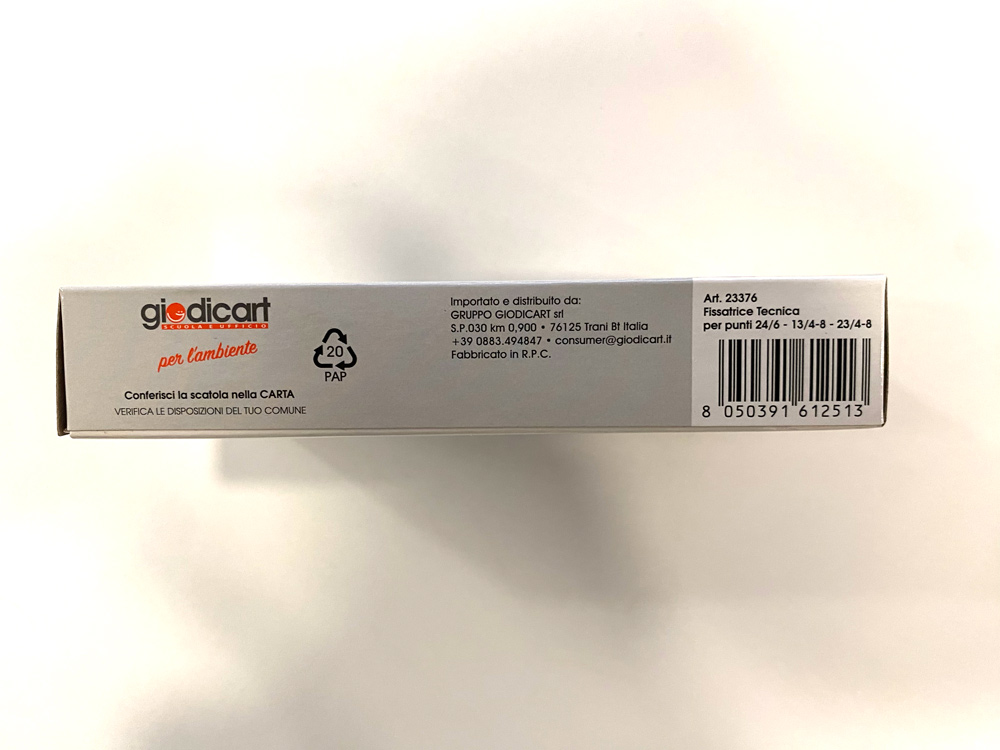 giodicart
SCUOLA E UFFICIO
per l'ambiente
Conferisci la scatola nella CARTA
VERIFICA LE DISPOSIZIONI DEL TUO COMUNE
20
PAP
Importato e distribuito da:
GRUPPO GIODICART srl
S.P.030 km 0,900 • 76125 Trani Bt Italia
+39 0883.494847 • consumer@giodicart.it
Fabbricato in R.P.C.
Art. 23376
Fissatrice Tecnica
per punti 24/6 - 13/4-8 - 23/4-8
8 050391 612513